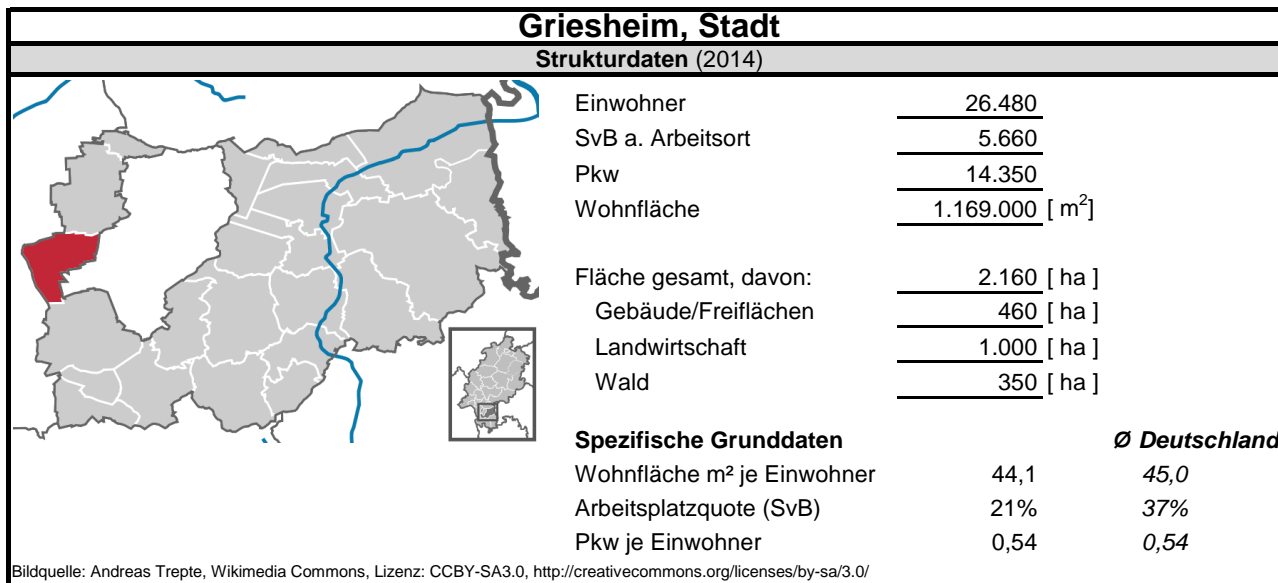 Griesheim, Stadt
Strukturdaten (2014)
Einwohner 26.480
SvB a. Arbeitsort 5.660
Pkw 14.350
Wohnfläche 1.169.000 [ m²]
Fläche gesamt, davon: 2.160 [ ha ]
Gebäude/Freiflächen 460 [ ha ]
Landwirtschaft 1.000 [ ha ]
Wald 350 [ ha ]
Spezifische Grunddaten Ø Deutschland
Wohnfläche m² je Einwohner 44,1 45,0
Arbeitsplatzquote (SvB) 21% 37%
Pkw je Einwohner 0,54 0,54
Bildquelle: Andreas Trepte, Wikimedia Commons, Lizenz: CCBY-SA3.0, http://creativecommons.org/licenses/by-sa/3.0/